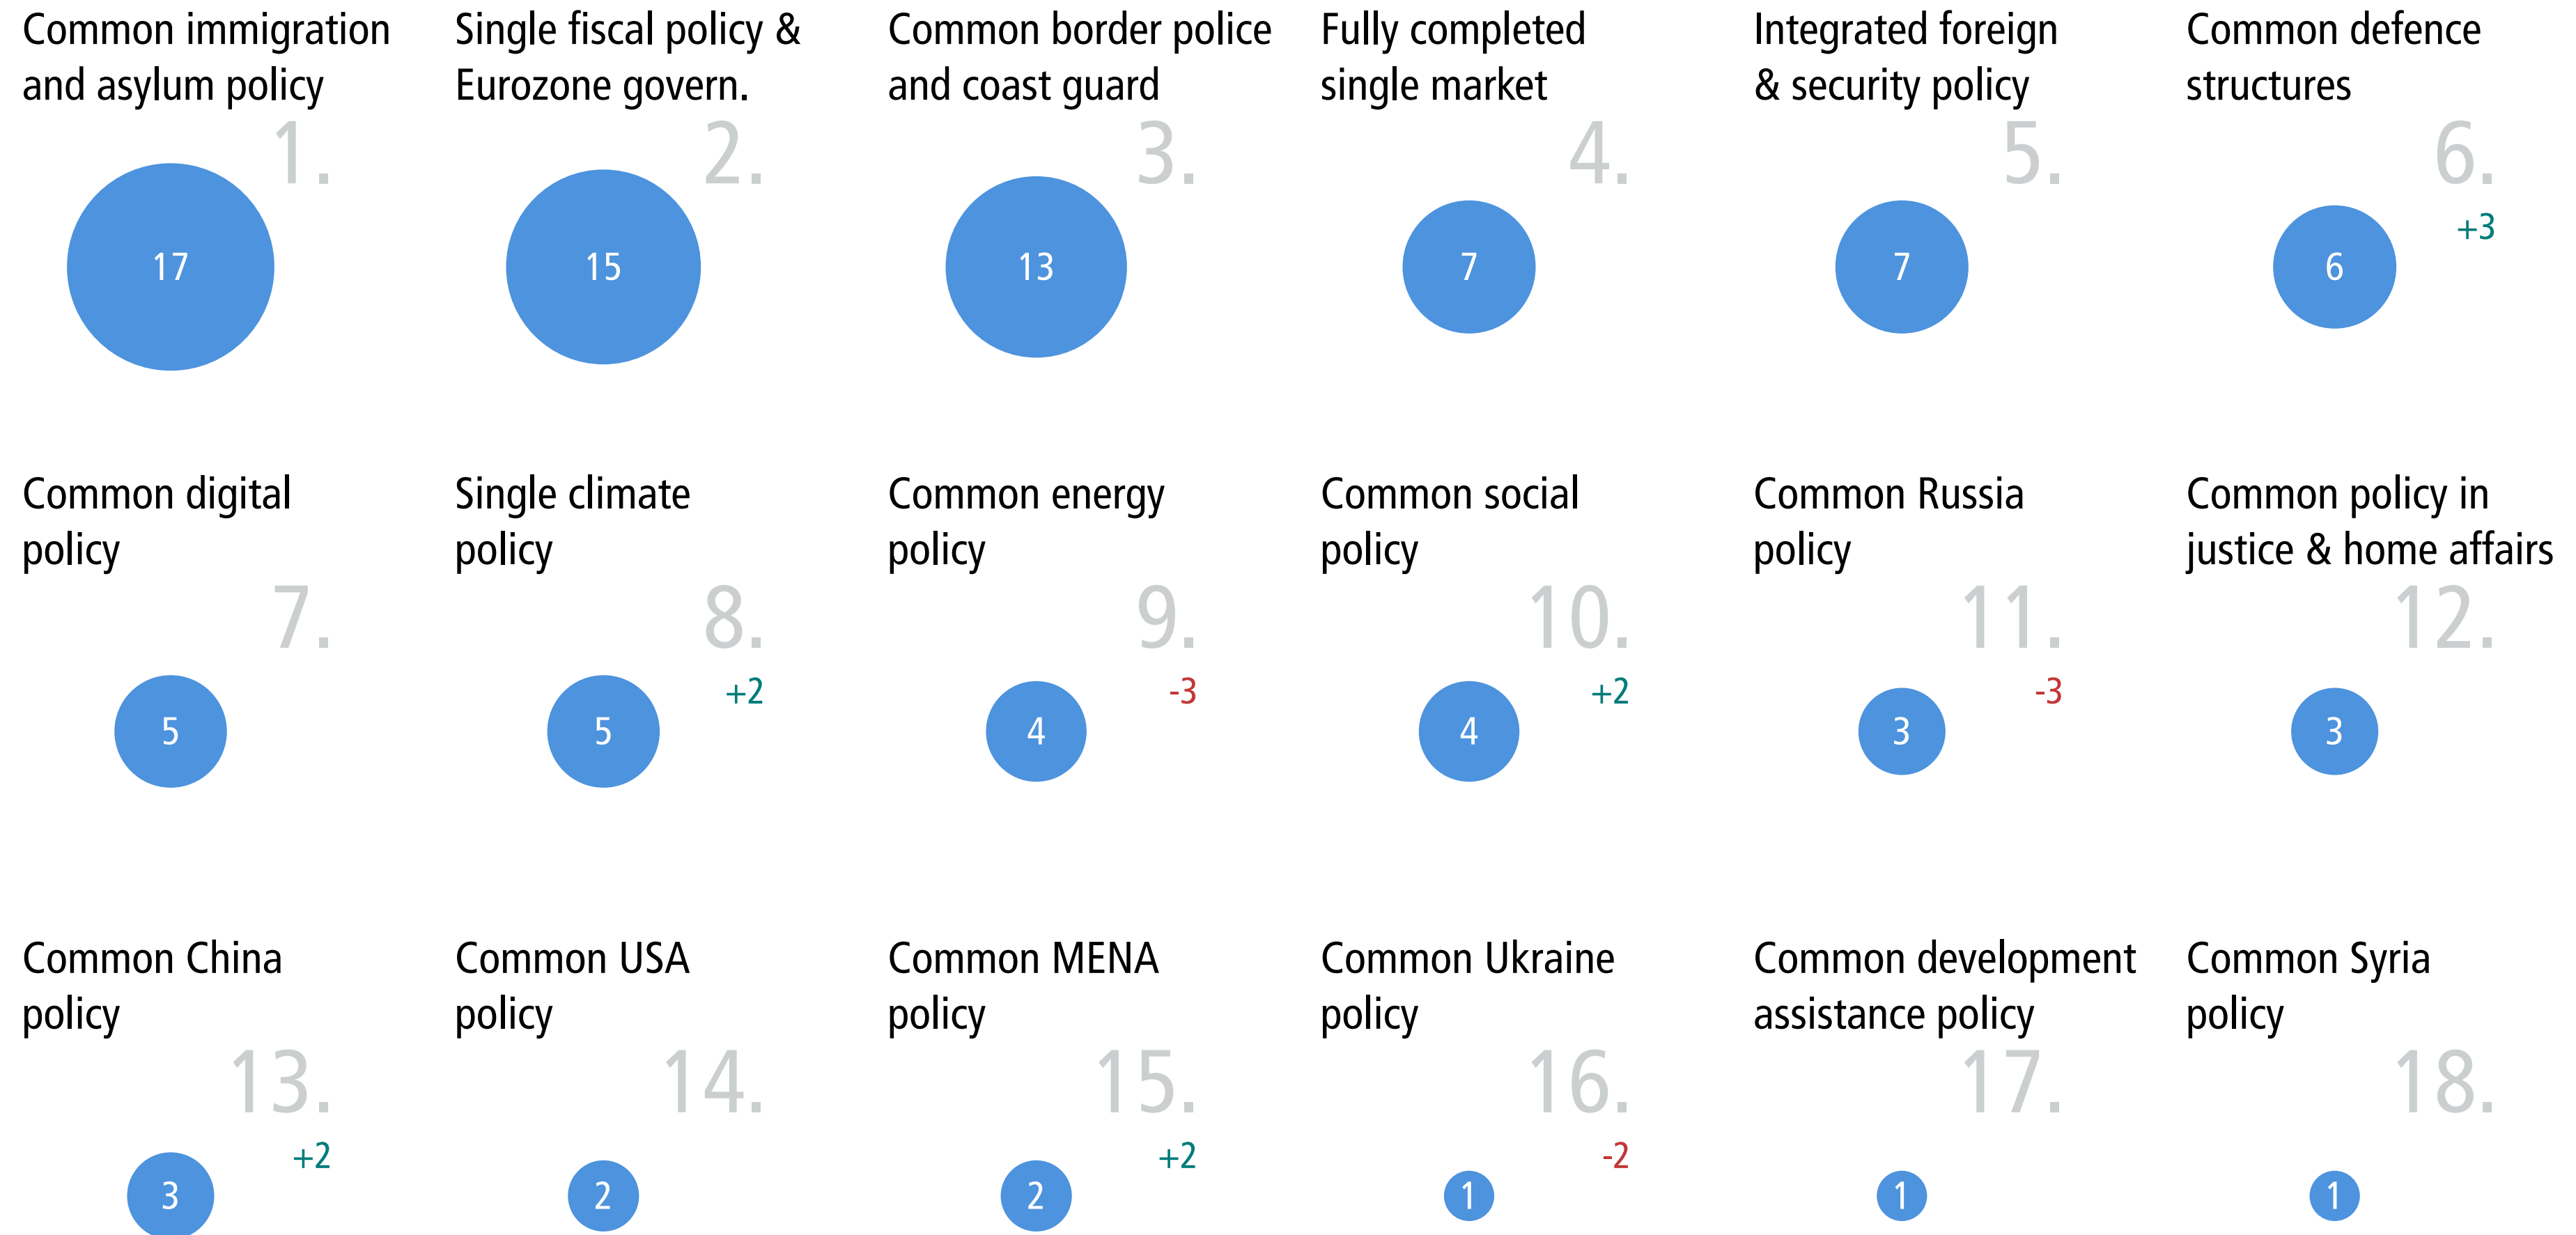 Common immigration
and asylum policy
1.
17
Single fiscal policy &
Eurozone govern.
2.
15
Common border police
and coast guard
3.
13
Fully completed
single market
4.
7
Integrated foreign
& security policy
5.
7
Common defence
structures
6.
+3
6
Common digital
policy
7.
5
Single climate
policy
8.
+2
5
Common energy
policy
9.
-3
4
Common social
policy
10.
+2
4
Common Russia
policy
11.
-3
3
Common policy in
justice & home affairs
12.
3
Common China
policy
13.
+2
3
Common USA
policy
14.
2
Common MENA
policy
15.
+2
2
Common Ukraine
policy
16.
-2
1
Common development
assistance policy
17.
1
Common Syria
policy
18.
1